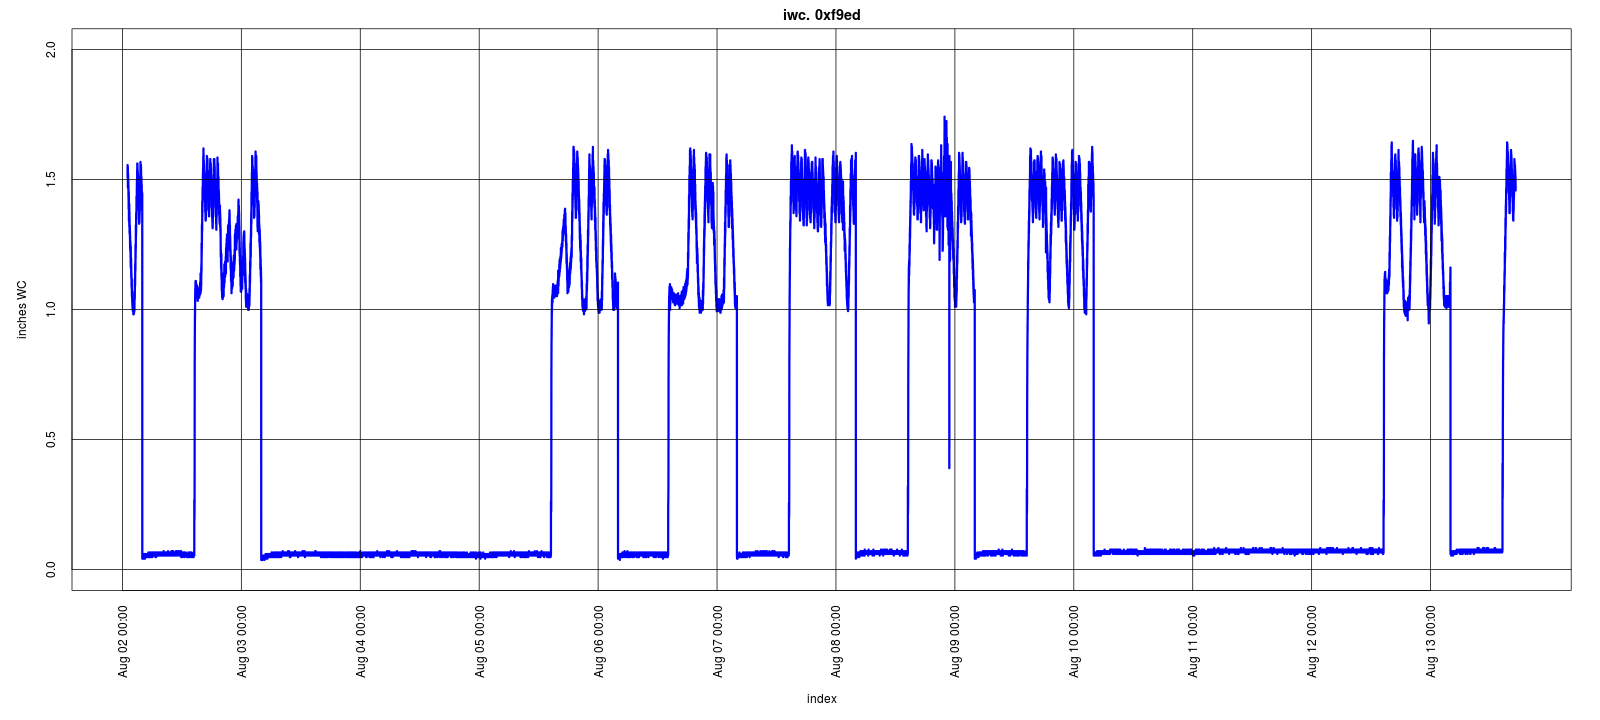 iwc. 0xf9ed
inches WC
2.0
1.5
1.0
0.5
0.0
Aug 02 00:00
Aug 03 00:00
Aug 04 00:00
Aug 05 00:00
Aug 06 00:00
Aug 07 00:00
Aug 08 00:00
Aug 09 00:00
Aug 10 00:00
Aug 11 00:00
Aug 12 00:00
Aug 13 00:00
index